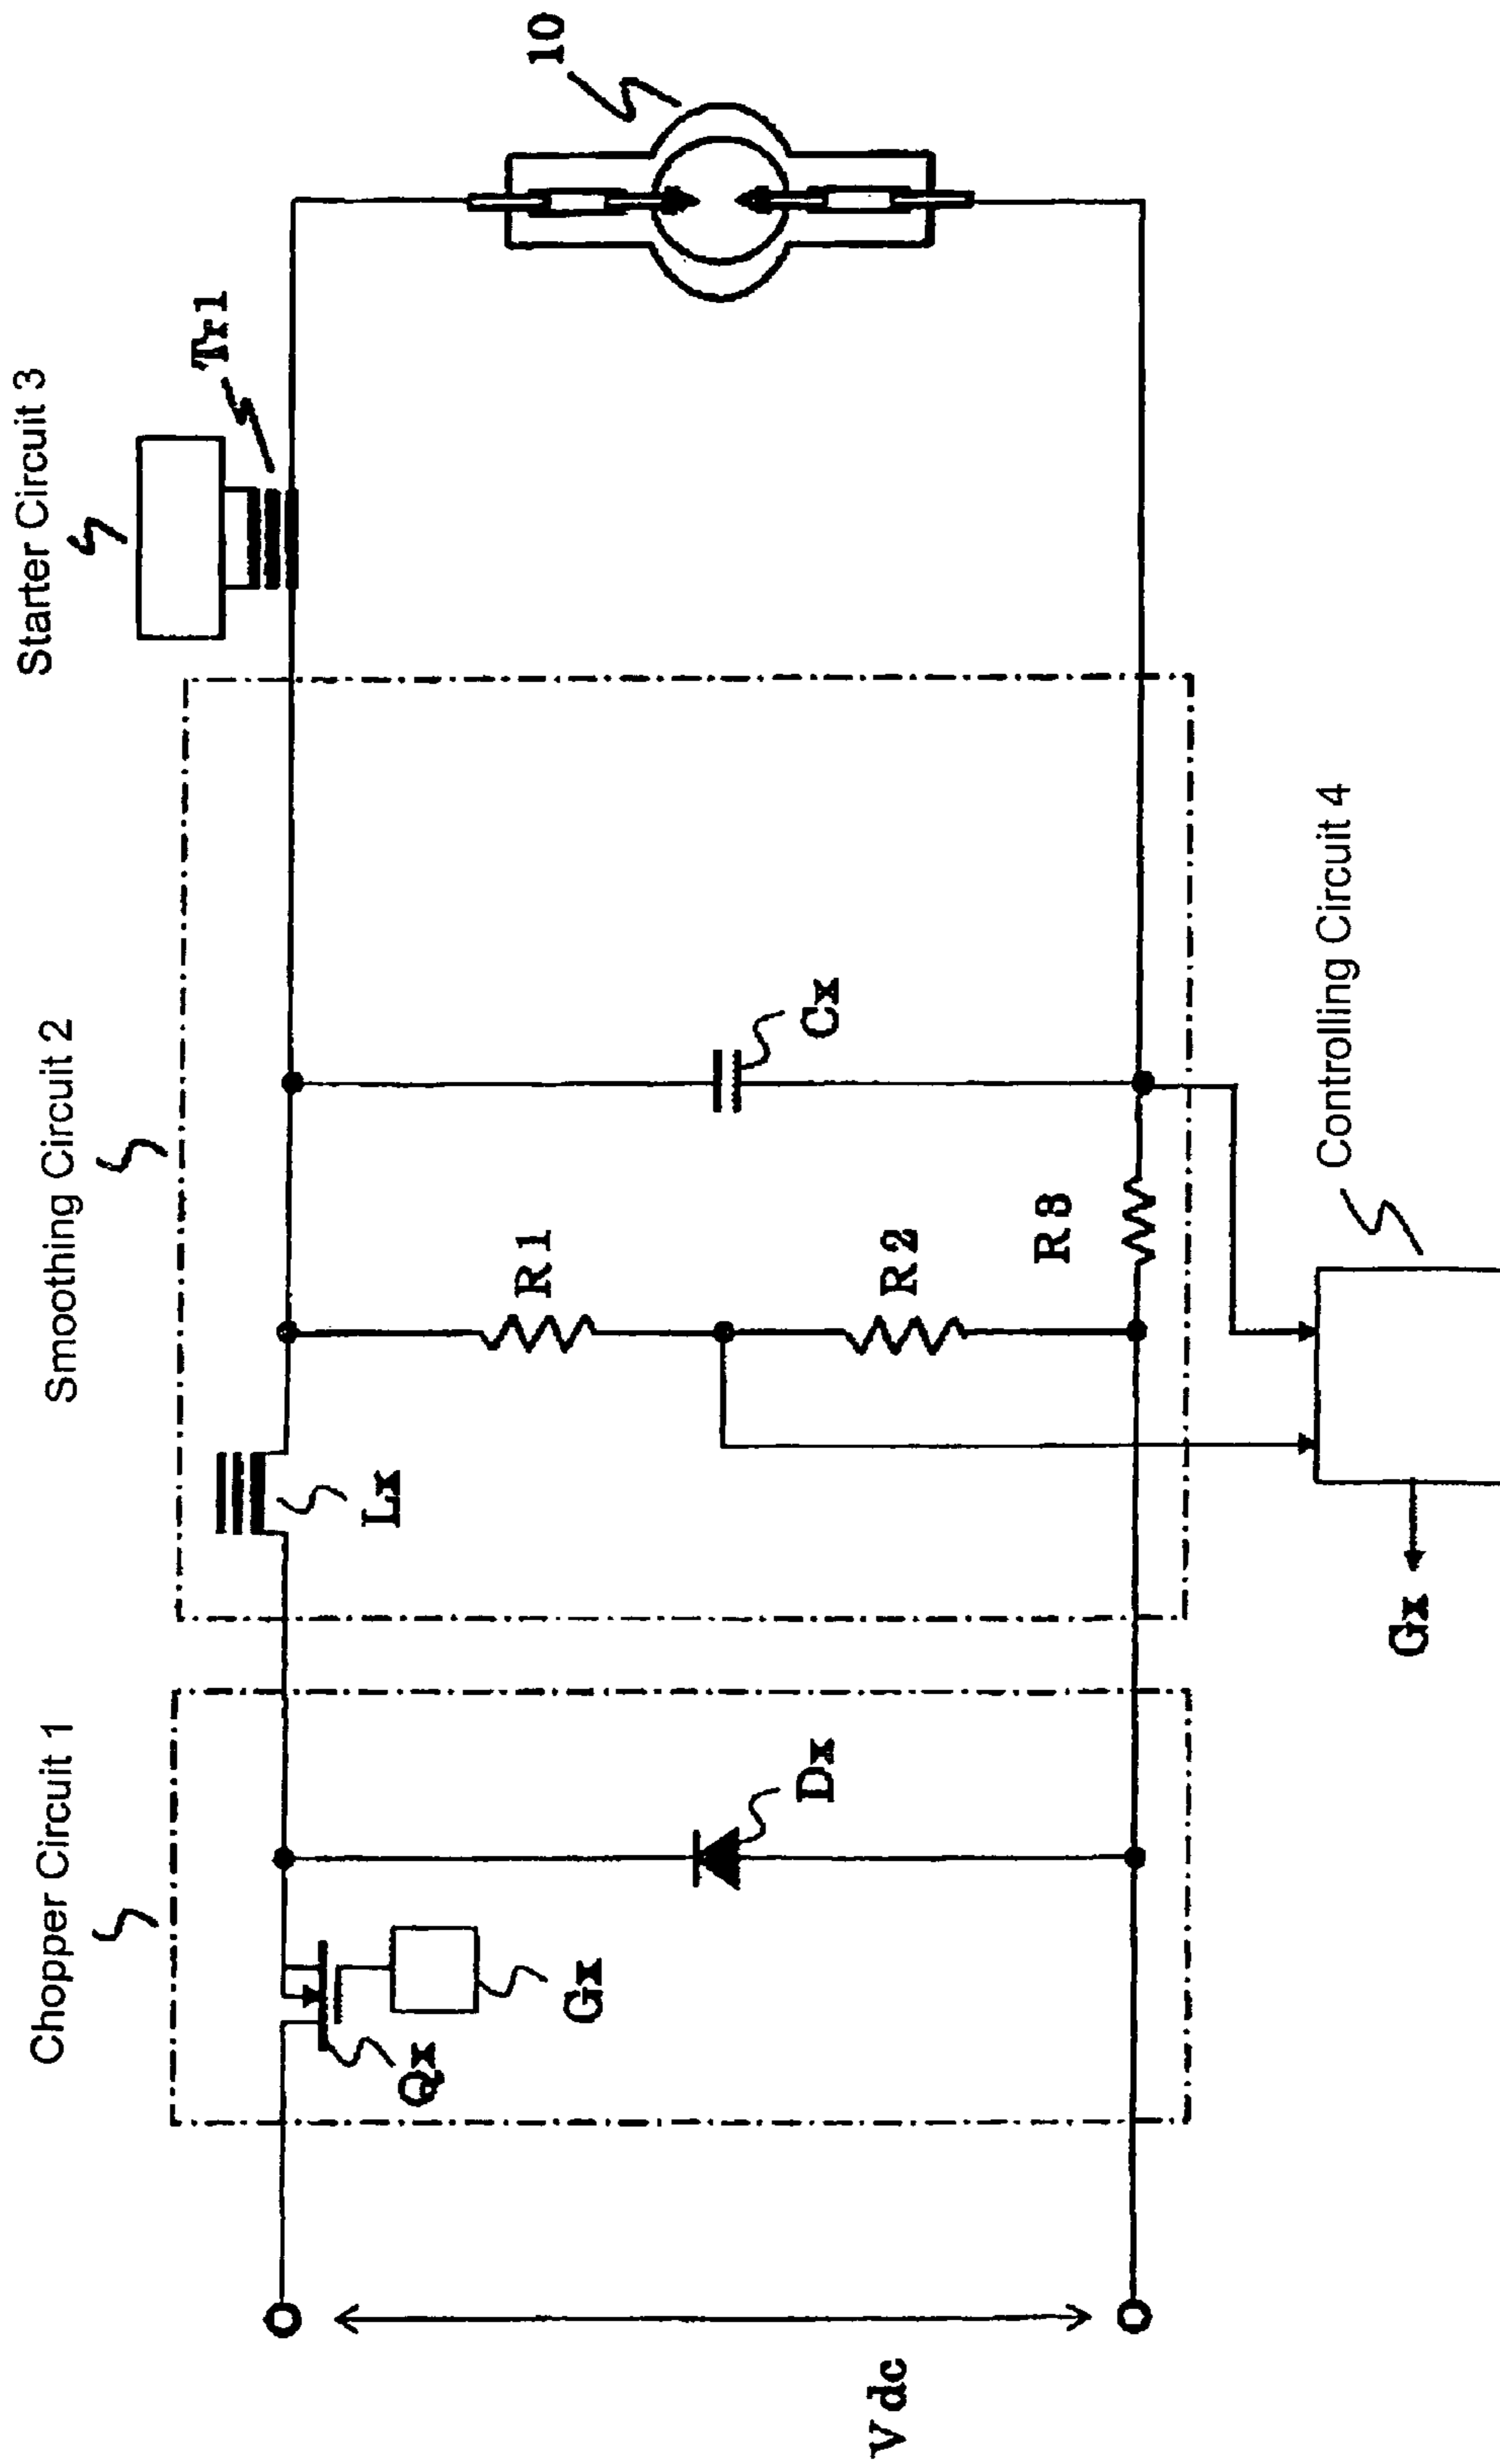 Chopper Circuit 1
Smoothing Circuit 2
Starter Circuit 3
Tr1
10
Lx
Qx
Gx
R1
Cx
Dx
R2
R3
Vdc
Gx
Controlling Circuit 4